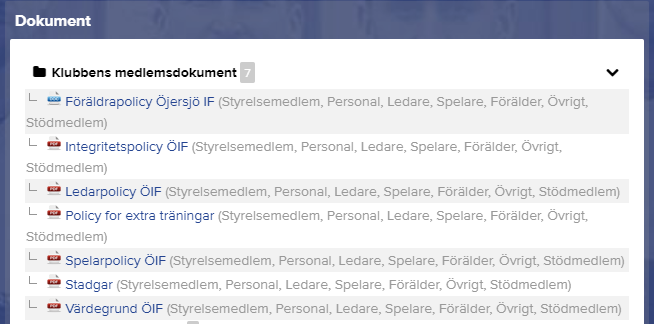 Dokument
Klubbens medlemsdokument 7
Föräldrapolicy Öjersjö IF (Styrelsemedlem, Personal, Ledare, Spelare, Förälder, Övrigt,
Stödmedlem)
Integritetspolicy ÖIF (Styrelsemedlem, Personal, Ledare, Spelare, Förälder, Övrigt,
Stödmedlem)
Ledarpolicy ÖIF (Styrelsemedlem, Personal, Ledare, Spelare, Förälder, Övrigt, Stödmedlem)
Policy for extra träningar (Styrelsemedlem, Personal, Ledare, Spelare, Förälder, Övrigt,
Stödmedlem)
Spelarpolicy ÖIF (Styrelsemedlem, Personal, Ledare, Spelare, Förälder, Övrigt, Stödmedlem)
Stadgar (Styrelsemedlem, Personal, Ledare, Spelare, Förälder, Övrigt, Stödmedlem)
Värdegrund ÖIF (Styrelsemedlem, Personal, Ledare, Spelare, Förälder, Övrigt, Stödmedlem)